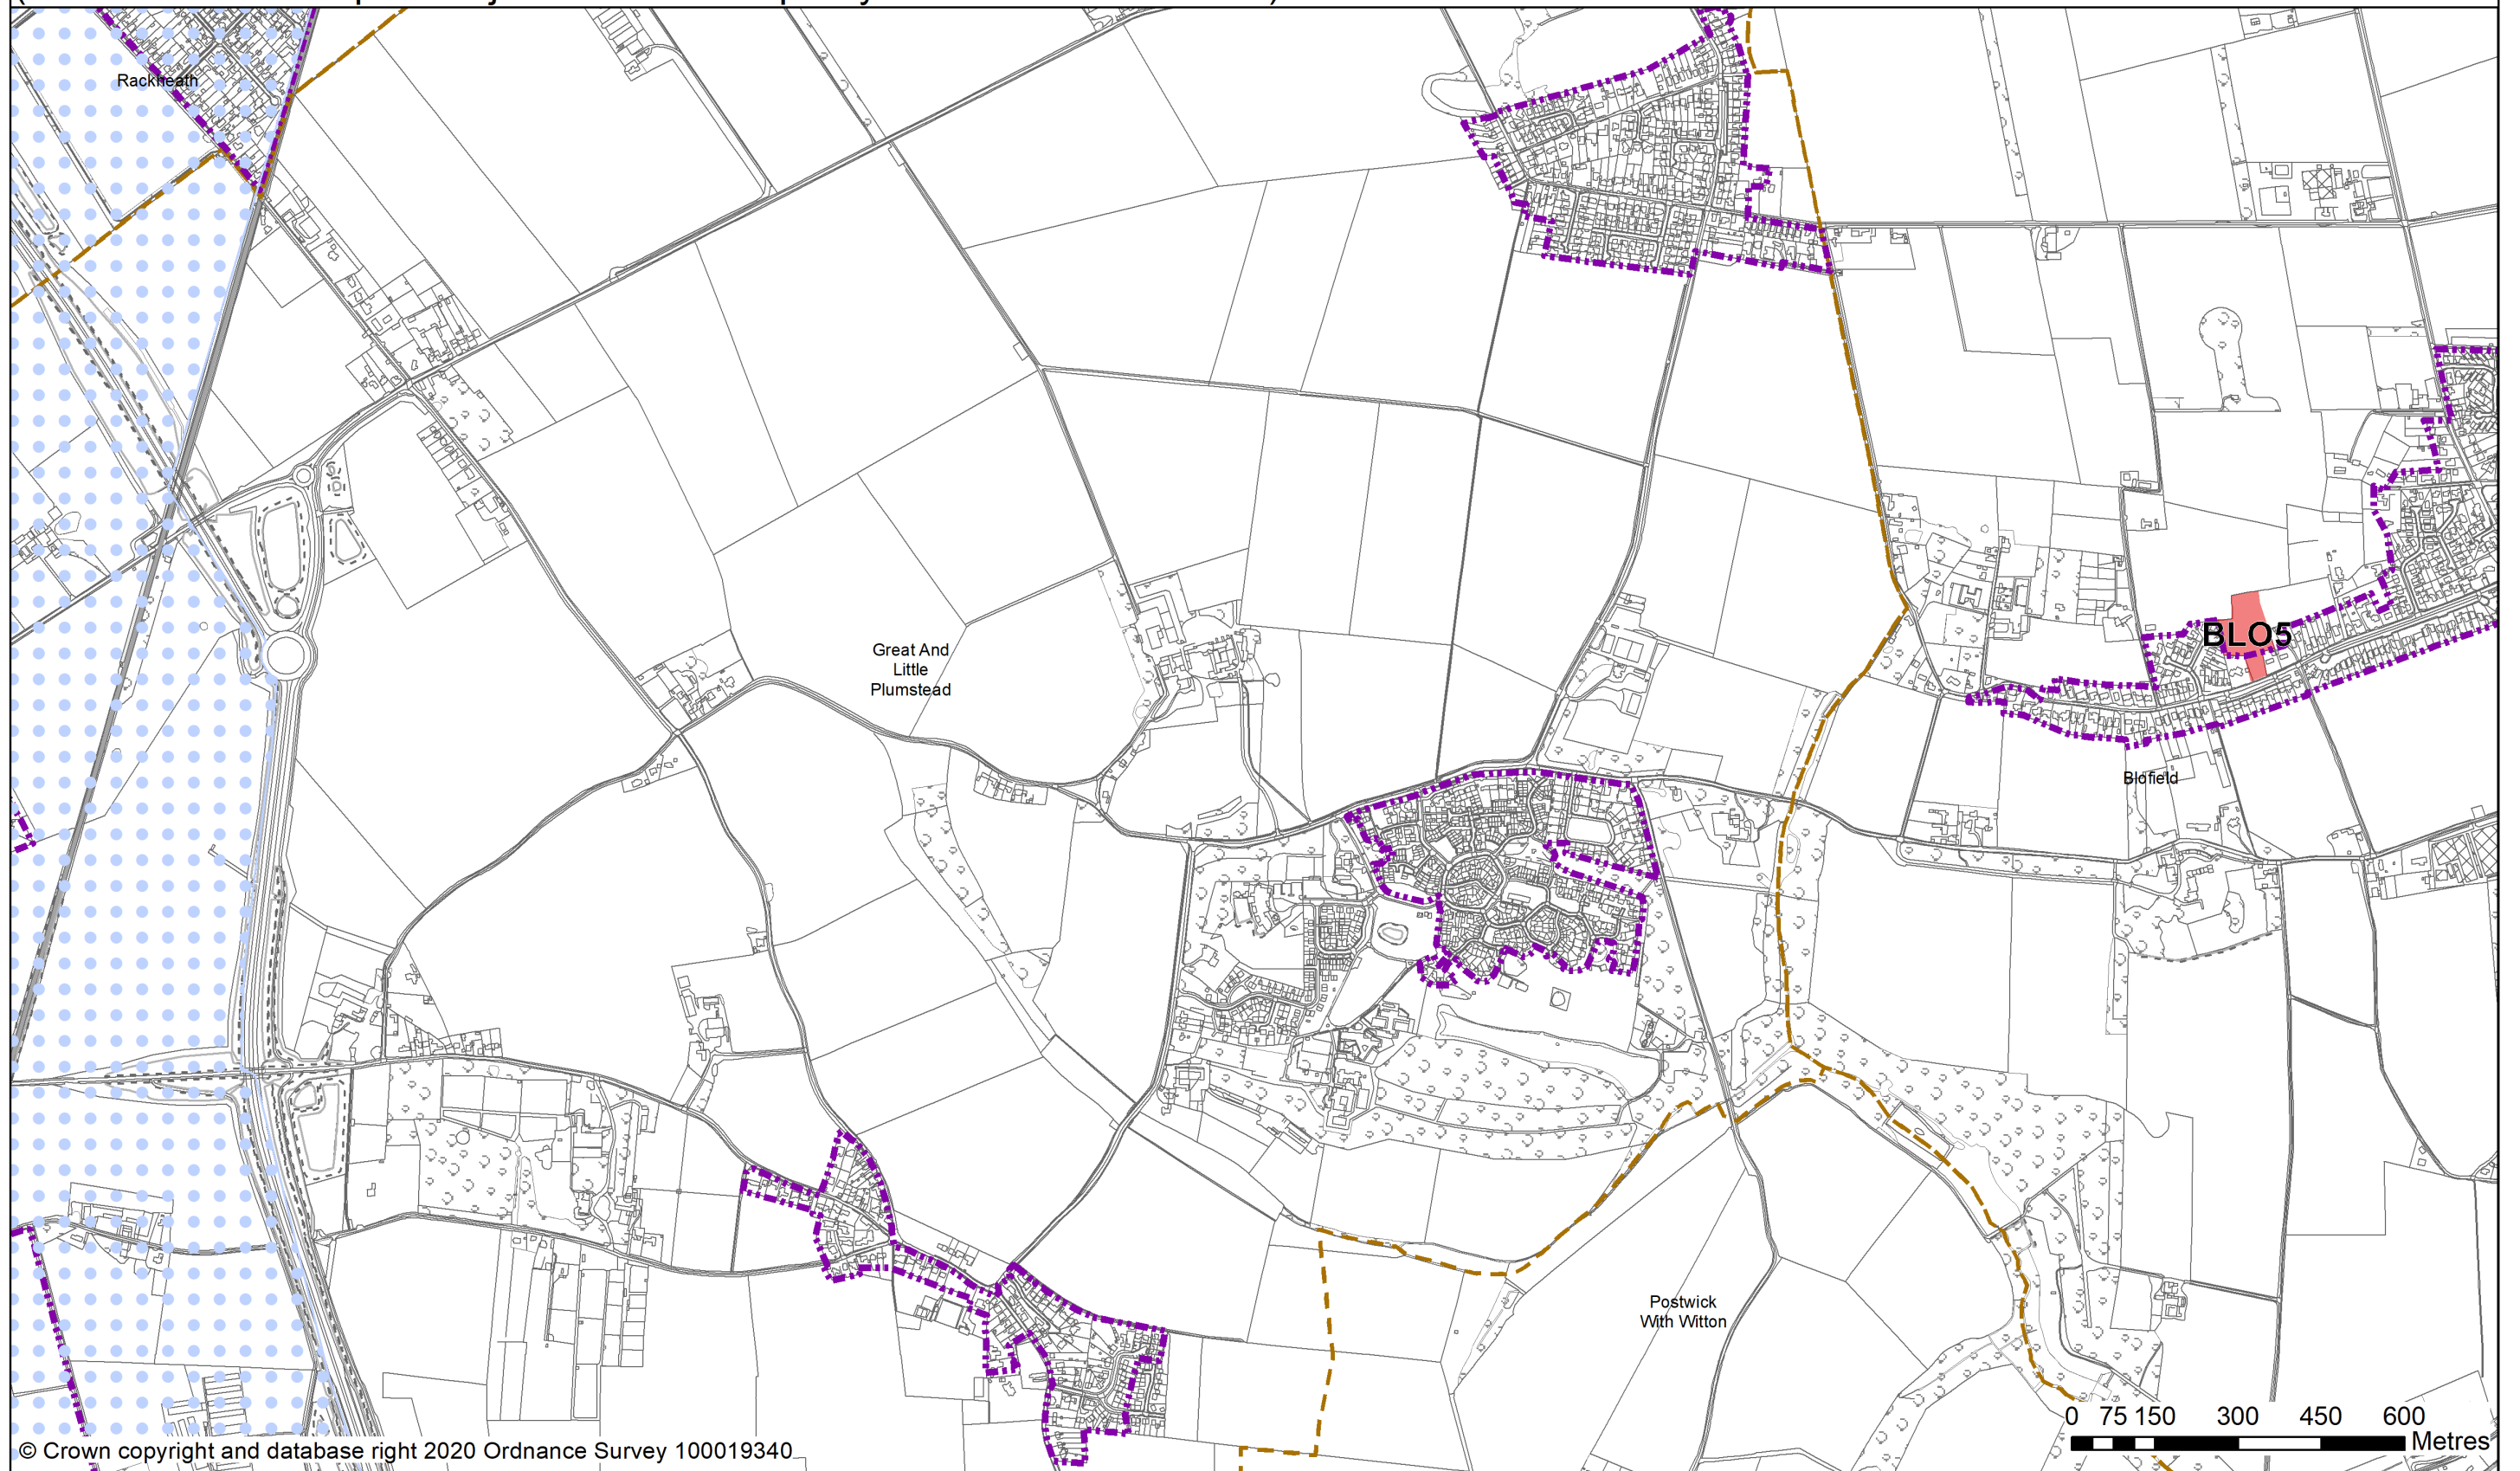 Rackheath
Great And
Little
Plumstead
BLO5
Blofield
Postwick
With Witton
0 75 150 300 450 600
Metres
© Crown copyright and database right 2020 Ordnance Survey 100019340